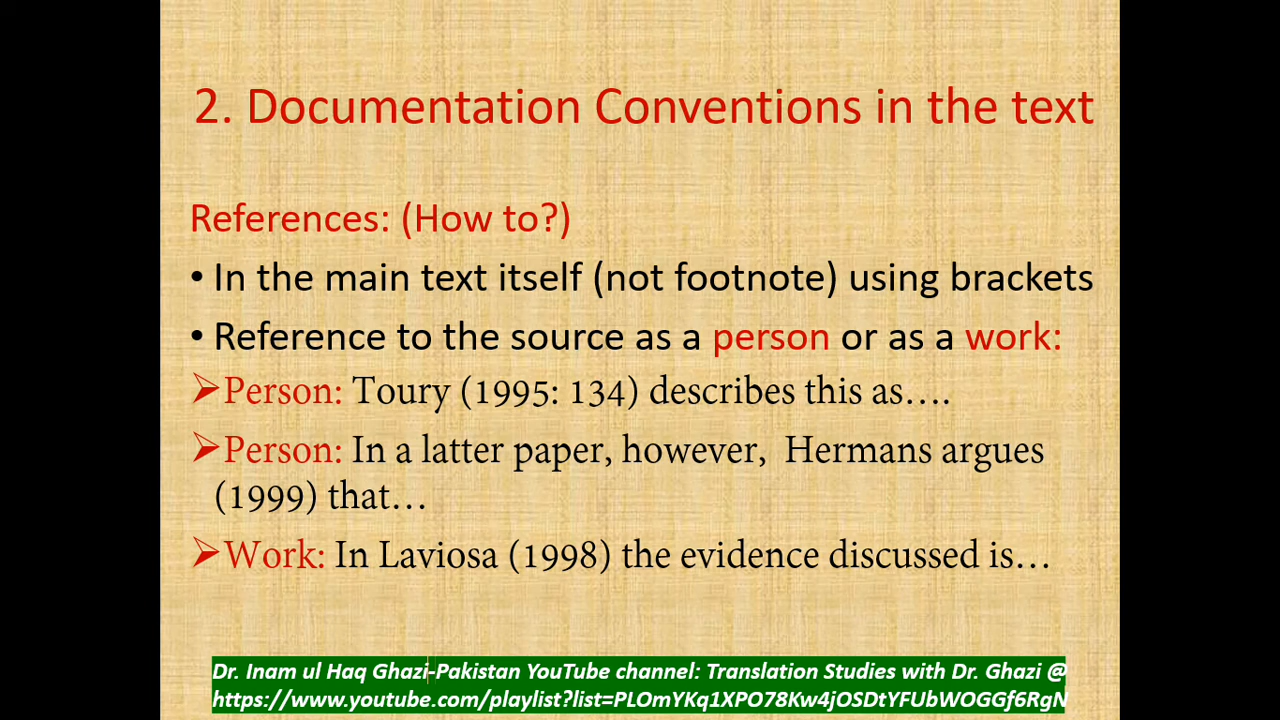 2. Documentation Conventions in the text
References: (How to?)
• In the main text itself (not footnote) using brackets
• Reference to the source as a person or as a work:
➢Person: Toury (1995: 134) describes this as….
➢Person: In a latter paper, however, Hermans argues
(1999) that…
➢Work: In Laviosa (1998) the evidence discussed is…
Dr. Inam ul Haq Ghazi-Pakistan YouTube channel: Translation Studies with Dr. Ghazi @
https://www.youtube.com/playlist?list=PLOmYKq1XPO78Kw4jOSDtYFUbWOGGf6RgN